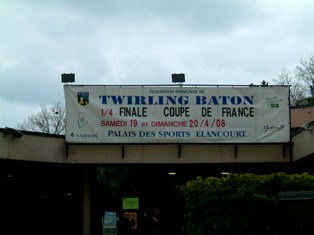 FEDERATION FRANÇAISE DE
TWIRLING BATON
1/4 FINALE COUPE DE FRANCE
SAMEDI 19 et DIMANCHE 20/4/08
PALAIS DES SPORTS ELANCOURT